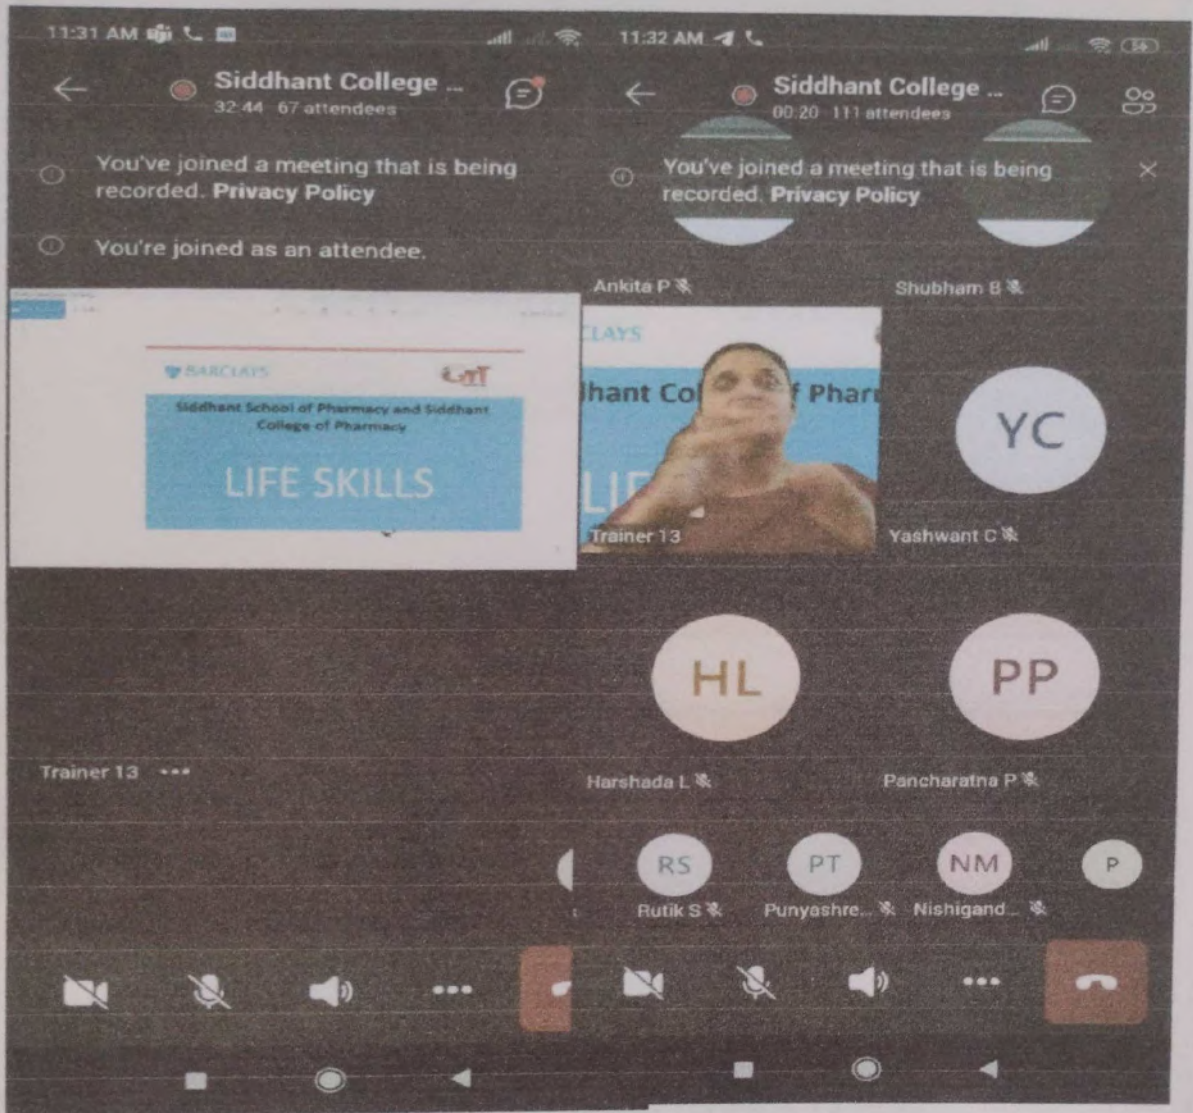 11:31 AM
Siddhant College ...
32:44 67 attendees
You've joined a meeting that is being
recorded. Privacy Policy
You're joined as an attendee.
BARCLAYS
Siddhant School of Pharmacy and Siddhant
College of Pharmacy
LIFE SKILLS
Trainer 13
11:32 AM
Siddhant College ...
00:20 111 attendees
You've joined a meeting that is being
recorded. Privacy Policy
Ankita P
Shubham B
CLAYS
dhant Col f Phar
LIF
Trainer 13
YC
Yashwant C
HL
Harshada L
PP
Pancharatna P
RS
Rutik S
PT
Punyashre...
NM
Nishigand...
P